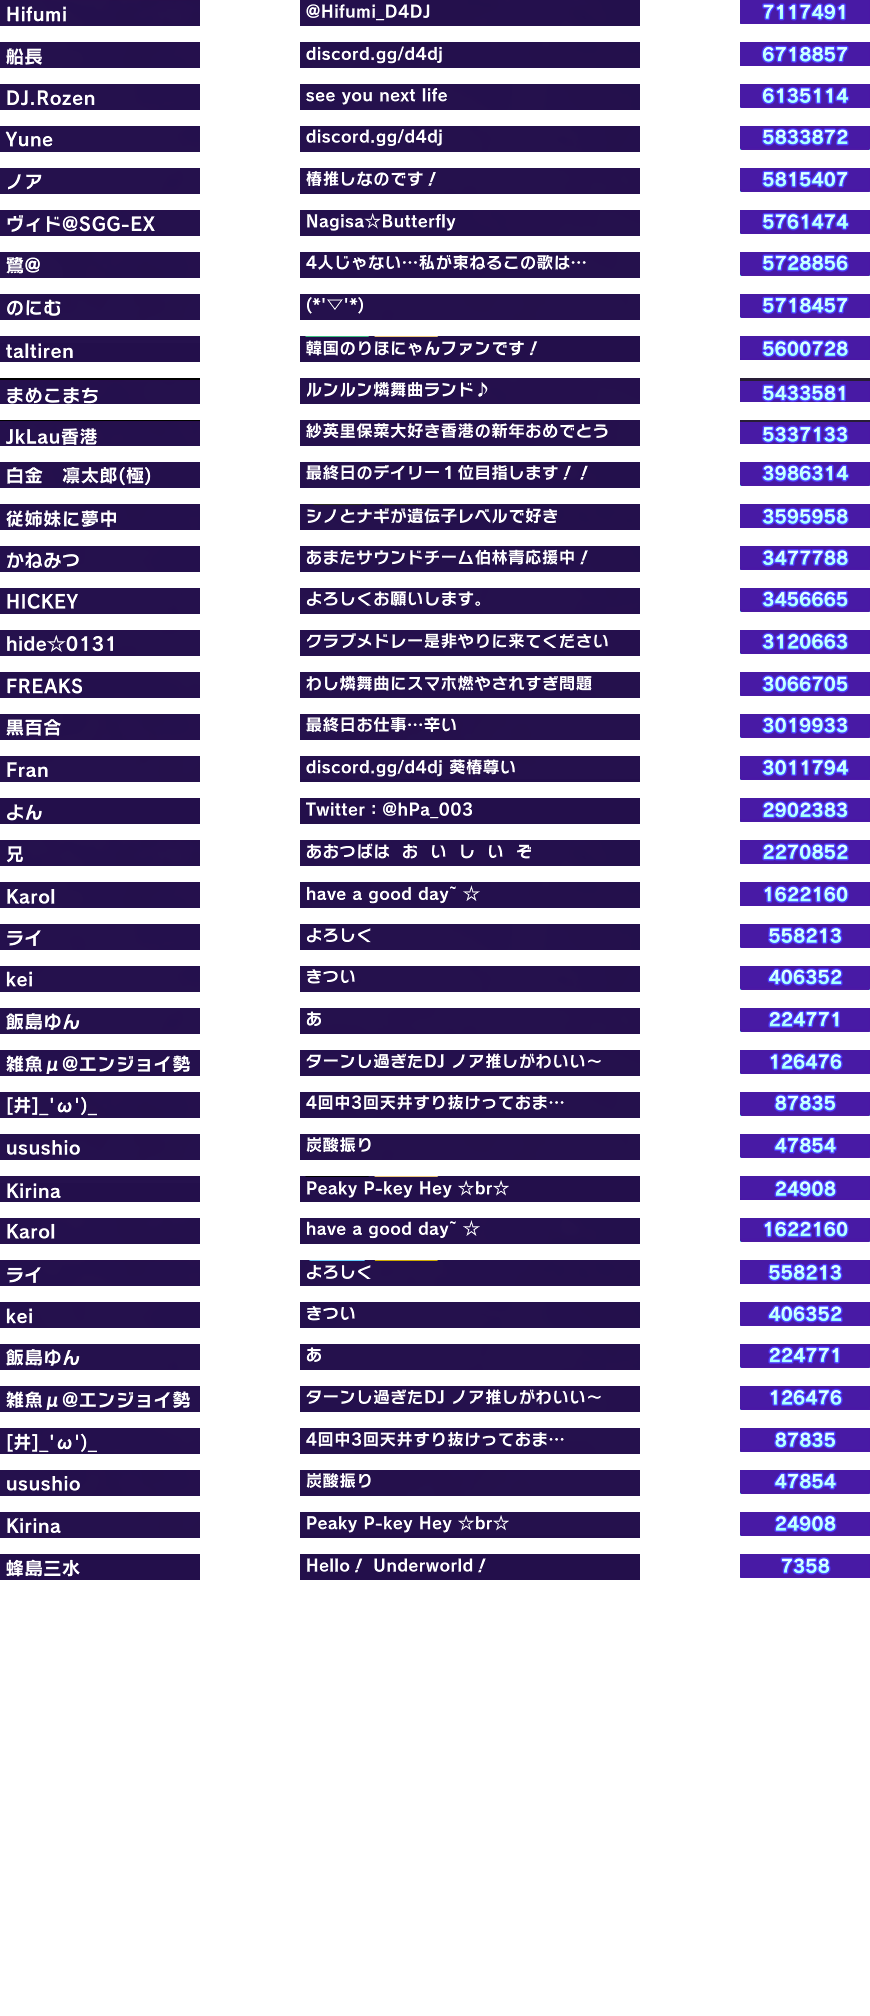 Hifumi @Hifumi_D4DJ 7117491
船長 discord.gg/d4dj 6718857
DJ.Rozen see you next life 6135114
Yune discord.gg/d4dj 5833872
ノア 椿推しなのです！ 5815407
ヴィド@SGG-EX Nagisa☆Butterfly 5761474
鷺@ 4人じゃない…私が束ねるこの歌は… 5728856
のにむ (*'▽'*) 5718457
taltiren 韓国のりほにゃんファンです！ 5600728
まめこまち ルンルン燐舞曲ランド♪ 5433581
JkLau香港 紗英里保菜大好き香港の新年おめでとう 5337133
白金　凛太郎(極) 最終日のデイリー１位目指します！！ 3986314
従姉妹に夢中 シノとナギが遺伝子レベルで好き 3595958
かねみつ あまたサウンドチーム伯林青応援中！ 3477788
HICKEY よろしくお願いします。 3456665
hide☆0131 クラブメドレー是非やりに来てください 3120663
FREAKS わし燐舞曲にスマホ燃やされすぎ問題 3066705
黒百合 最終日お仕事…辛い 3019933
Fran discord.gg/d4dj 葵椿尊い 3011794
よん Twitter：@hPa_003 2902383
兄 あおつばは お い し い ぞ 2270852
Karol have a good day~ ☆ 1622160
ライ よろしく 558213
kei きつい 406352
飯島ゆん あ 224771
雑魚μ@エンジョイ勢 ターンし過ぎたDJ ノア推しがわいい～ 126476
[井]_'ω')_ 4回中3回天井すり抜けっておま… 87835
usushio 炭酸振り 47854
Kirina Peaky P-key Hey ☆br☆ 24908
Karol have a good day~ ☆ 1622160
ライ よろしく 558213
kei きつい 406352
飯島ゆん あ 224771
雑魚μ@エンジョイ勢 ターンし過ぎたDJ ノア推しがわいい～ 126476
[井]_'ω')_ 4回中3回天井すり抜けっておま… 87835
usushio 炭酸振り 47854
Kirina Peaky P-key Hey ☆br☆ 24908
蜂島三水 Hello！ Underworld！ 7358